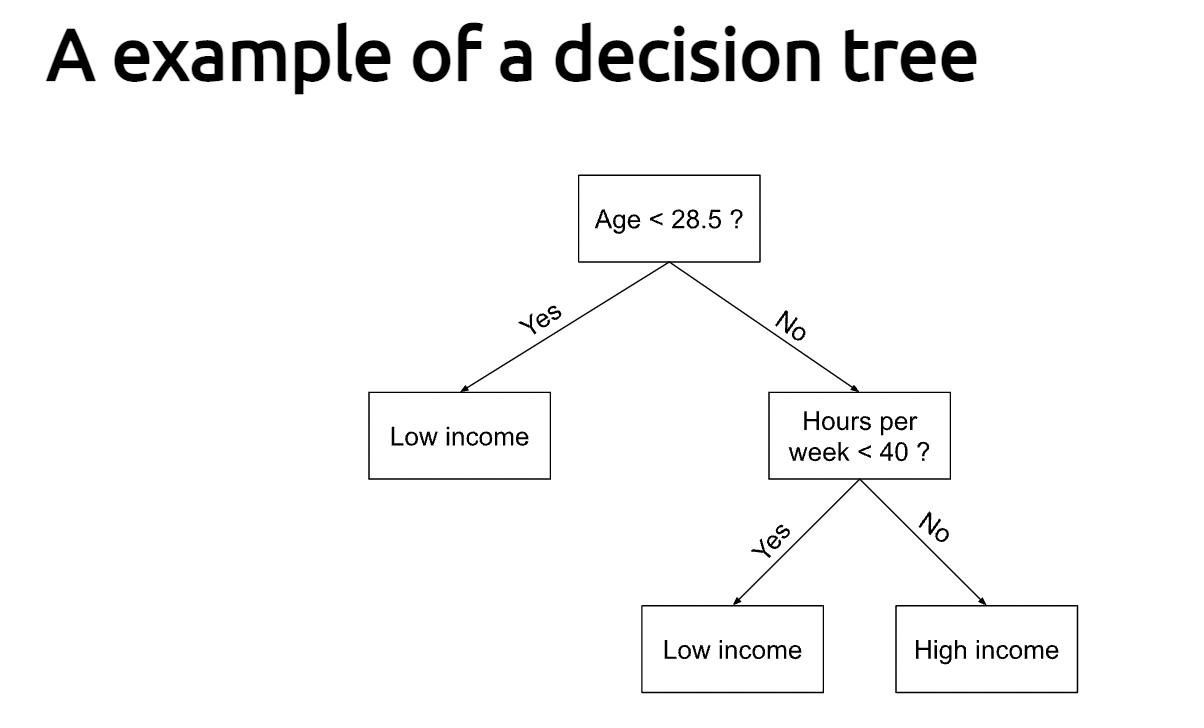 A example of a decision tree
Age < 28.5 ?
Yes
No
Low income
Hours per
week < 40 ?
Yes
No
Low income
High income